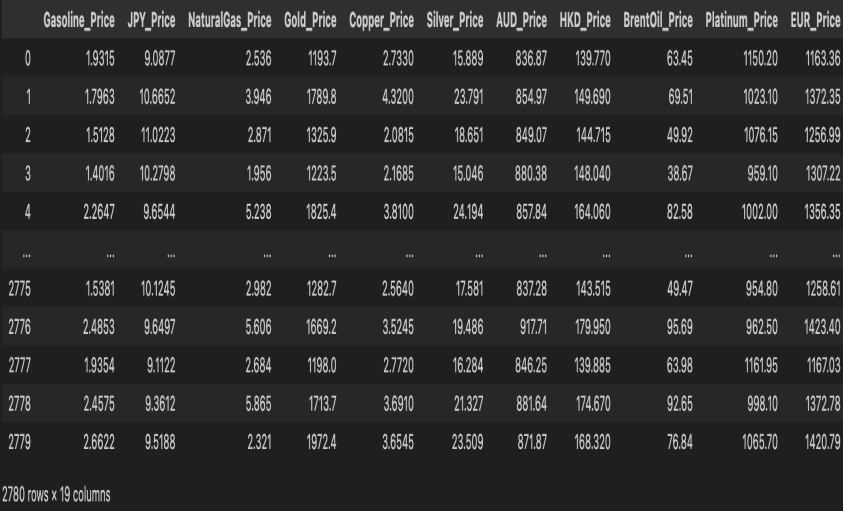 Gasoline_Price JPY_Price NaturalGas_Price Gold_Price Copper_Price Silver_Price AUD_Price HKD_Price BrentOil_Price Platinum_Price EUR_Price
0 1.9315 9.0877 2.536 1193.7 2.7330 15.889 836.87 139.770 63.45 1150.20 1163.36
1 1.7963 10.6652 3.946 1789.8 4.3200 23.791 854.97 149.690 69.51 1023.10 1372.35
2 1.5128 11.0223 2.871 1325.9 2.0815 18.651 849.07 144.715 49.92 1076.15 1256.99
3 1.4016 10.2798 1.956 1223.5 2.1685 15.046 880.38 148.040 38.67 959.10 1307.22
4 2.2647 9.6544 5.238 1825.4 3.8100 24.194 857.84 164.060 82.58 1002.00 1356.35
... ... ... ... ... ... ... ... ... ... ... ...
2775 1.5381 10.1245 2.982 1282.7 2.5640 17.581 837.28 143.515 49.47 954.80 1258.61
2776 2.4853 9.6497 5.606 1669.2 3.5245 19.486 917.71 179.950 95.69 962.50 1423.40
2777 1.9354 9.1122 2.684 1198.0 2.7720 16.284 846.25 139.885 63.98 1161.95 1167.03
2778 2.4575 9.3612 5.865 1713.7 3.6910 21.327 881.64 174.670 92.65 998.10 1372.78
2779 2.6622 9.5188 2.321 1972.4 3.6545 23.509 871.87 168.320 76.84 1065.70 1420.79
2780 rows × 19 columns